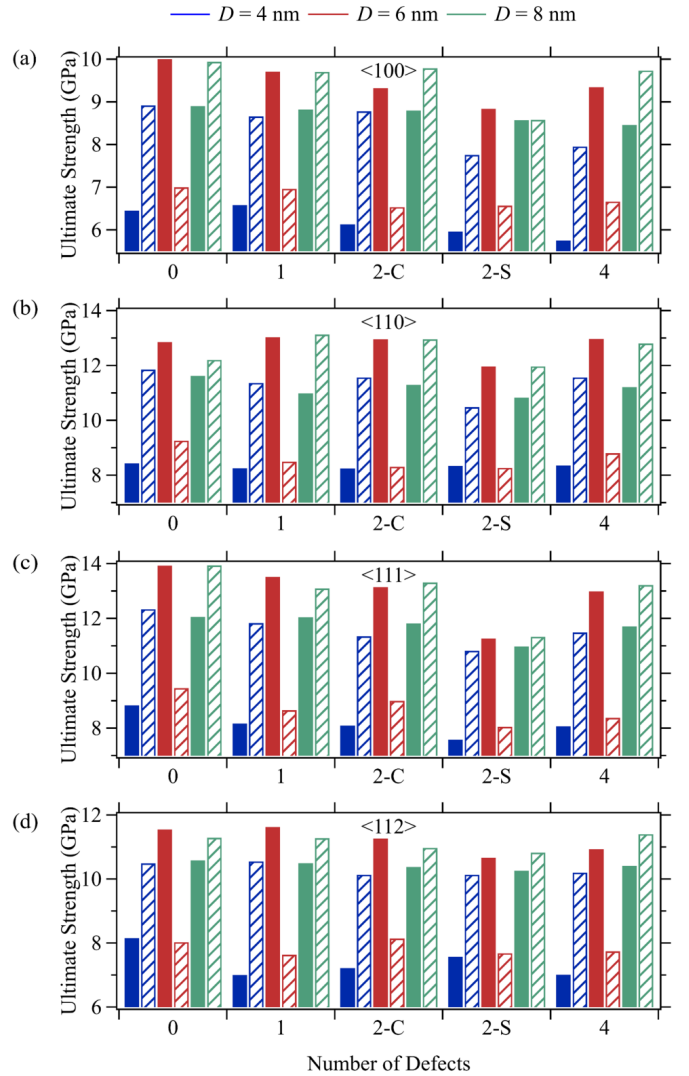 D = 4 nm D = 6 nm D = 8 nm
(a)
<100>
Ultimate Strength (GPa)
10
9
8
7
6
0 1 2-C 2-S 4
(b)
<110>
Ultimate Strength (GPa)
14
12
10
8
0 1 2-C 2-S 4
(c)
<111>
Ultimate Strength (GPa)
14
12
10
8
0 1 2-C 2-S 4
(d)
<112>
Ultimate Strength (GPa)
12
10
8
6
0 1 2-C 2-S 4
Number of Defects